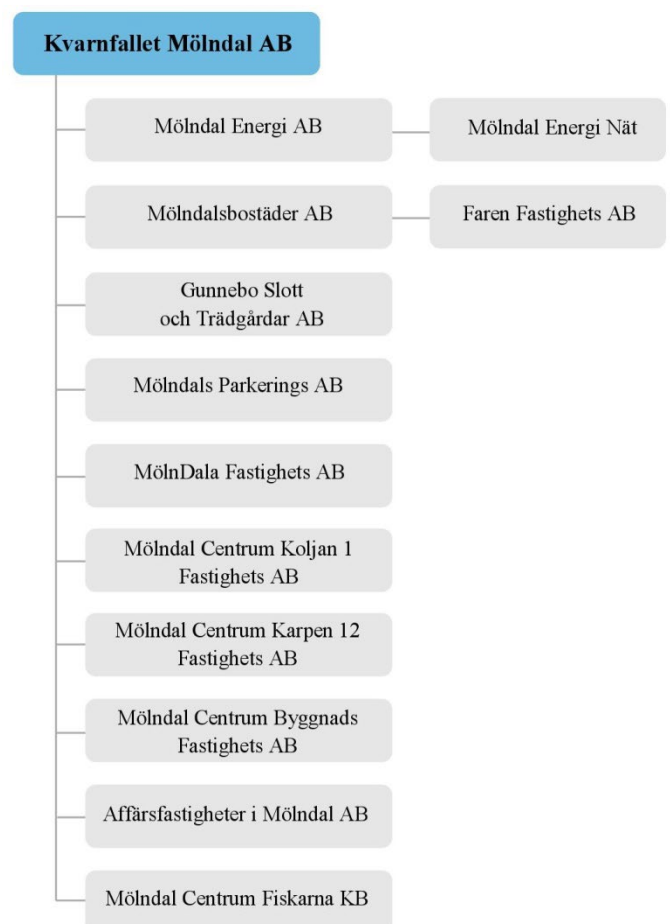 Kvarnfallet Mölndal AB
Mölndal Energi AB
Mölndal Energi Nät
Mölndalsbostäder AB
Faren Fastighets AB
Gunnebo Slott
och Trädgårdar AB
Mölndals Parkerings AB
MölnDala Fastighets AB
Mölndal Centrum Koljan 1
Fastighets AB
Mölndal Centrum Karpen 12
Fastighets AB
Mölndal Centrum Byggnads
Fastighets AB
Affärsfastigheter i Mölndal AB
Mölndal Centrum Fiskarna KB